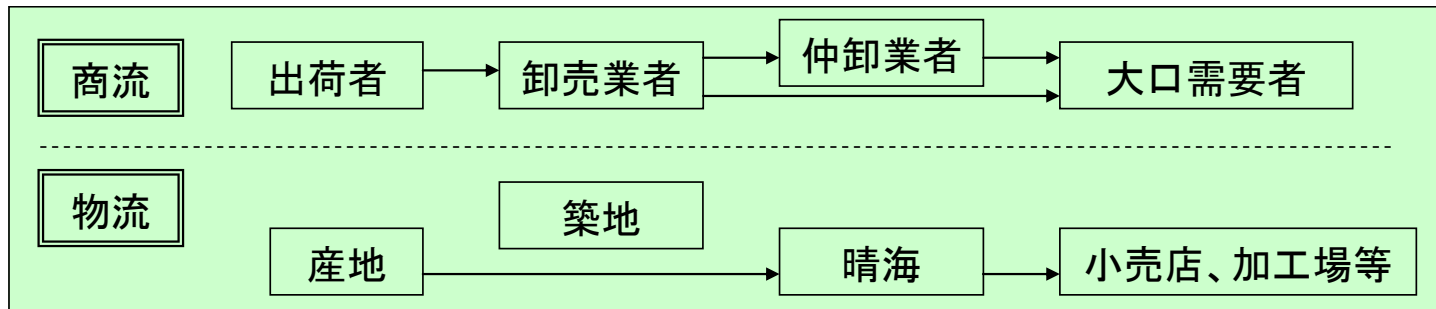 商流
出荷者
卸売業者
仲卸業者
大口需要者
物流
産地
築地
晴海
小売店、加工場等